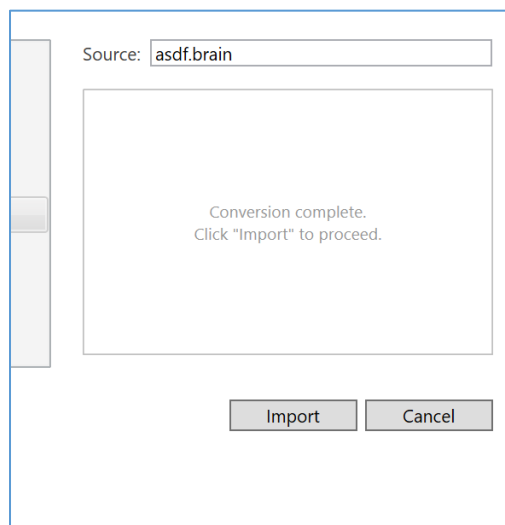 Source: asdf.brain
Conversion complete.
Click "Import" to proceed.
Import Cancel